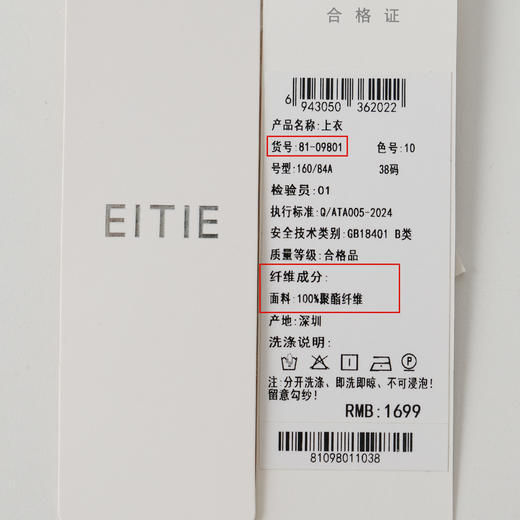 合格证
EITIE
6 943050 362022
产品名称:上衣
货号:81-09801 色号:10
号型:160/84A 38码
检验员:01
执行标准:Q/ATA005-2024
安全技术类别:GB18401 B类
质量等级:合格品
纤维成分:
面料:100%聚酯纤维
产地:深圳
洗涤说明:
P
注:分开洗涤、即洗即晾、不可浸泡!
留意勾纱!
RMB:1699
81098011038